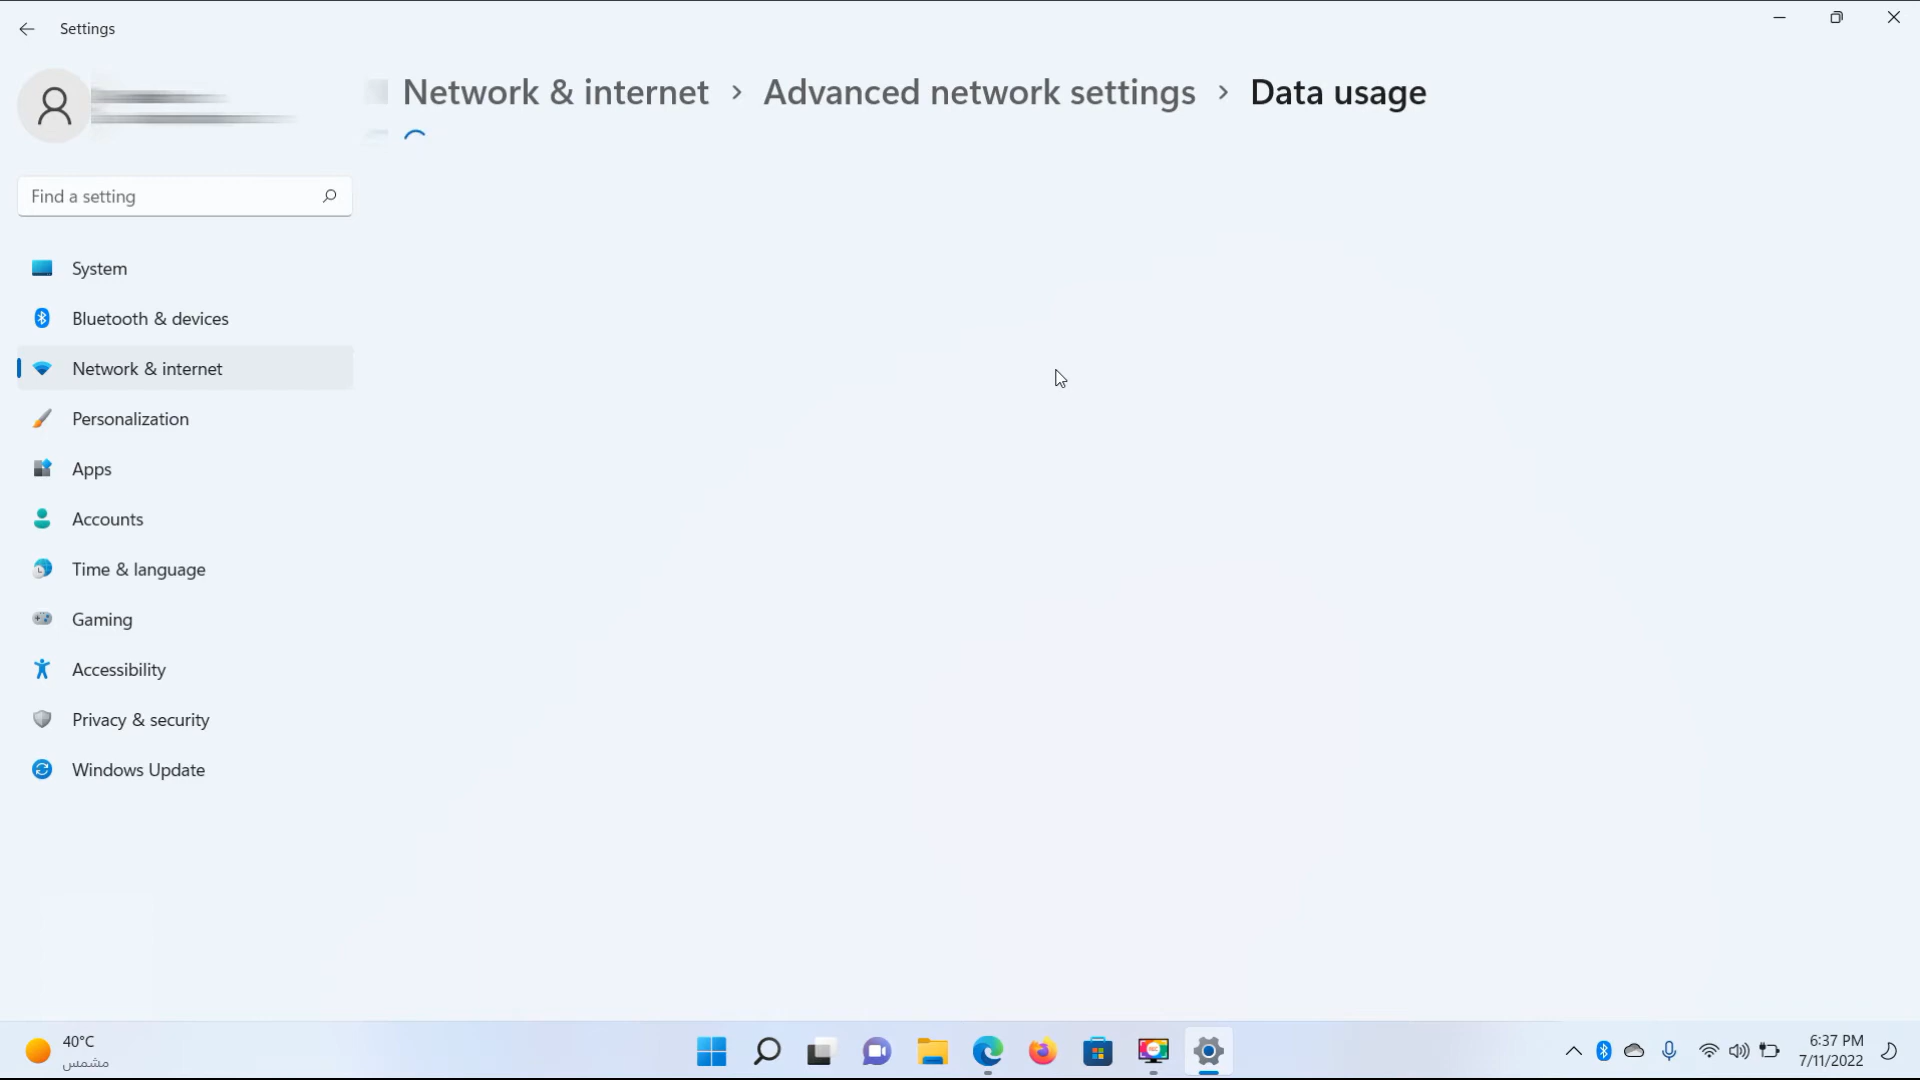 Settings
Network & internet > Advanced network settings > Data usage
Find a setting
System
Bluetooth & devices
Network & internet
Personalization
Apps
Accounts
Time & language
Gaming
Accessibility
Privacy & security
Windows Update
40°C
مشمس
6:37 PM
7/11/2022